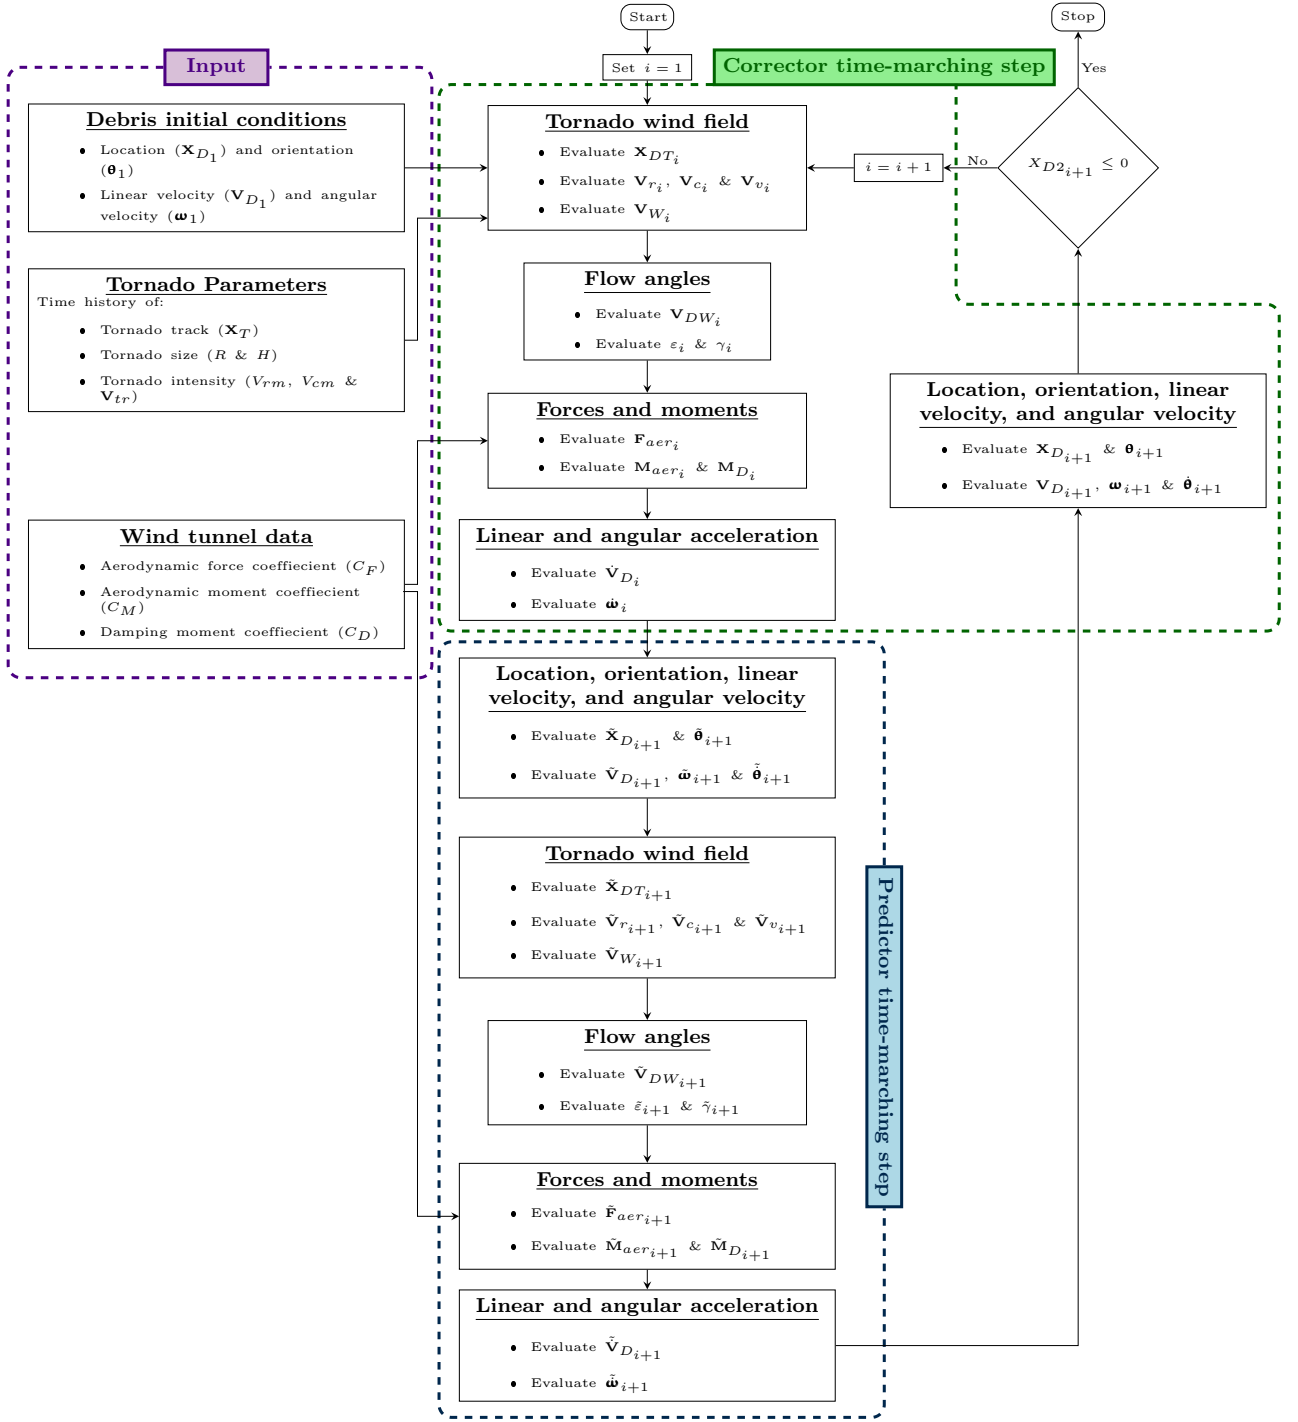 Start
Set i = 1
Stop
Yes
Input
Corrector time-marching step
Debris initial conditions
• Location (𝐗_{D_1}) and orientation
(𝛉_1)
• Linear velocity (𝐕_{D_1}) and angular
velocity (𝛚_1)
Tornado Parameters
Time history of:
• Tornado track (𝐗_T)
• Tornado size (R & H)
• Tornado intensity (V_{rm}, V_{cm} &
𝐕_{tr})
Wind tunnel data
• Aerodynamic force coeffiecient (C_F)
• Aerodynamic moment coeffiecient
(C_M)
• Damping moment coeffiecient (C_D)
Tornado wind field
• Evaluate 𝐗_{DT_i}
• Evaluate 𝐕_{r_i}, 𝐕_{c_i} & 𝐕_{v_i}
• Evaluate 𝐕_{W_i}
i = i + 1
No
X_{D2_{i+1}} ≤ 0
Flow angles
• Evaluate 𝐕_{DW_i}
• Evaluate ε_i & γ_i
Forces and moments
• Evaluate 𝐅_{aer_i}
• Evaluate 𝐌_{aer_i} & 𝐌_{D_i}
Linear and angular acceleration
• Evaluate 𝐕̇_{D_i}
• Evaluate 𝛚̇_i
Location, orientation, linear
velocity, and angular velocity
• Evaluate 𝐗_{D_{i+1}} & 𝛉_{i+1}
• Evaluate 𝐕_{D_{i+1}}, 𝛚_{i+1} & 𝛉̇_{i+1}
Location, orientation, linear
velocity, and angular velocity
• Evaluate 𝐗̃_{D_{i+1}} & 𝛉̃_{i+1}
• Evaluate 𝐕̃_{D_{i+1}}, 𝛚̃_{i+1} & 𝛉̇̃_{i+1}
Tornado wind field
• Evaluate 𝐗̃_{DT_{i+1}}
• Evaluate 𝐕̃_{r_{i+1}}, 𝐕̃_{c_{i+1}} & 𝐕̃_{v_{i+1}}
• Evaluate 𝐕̃_{W_{i+1}}
Flow angles
• Evaluate 𝐕̃_{DW_{i+1}}
• Evaluate ε̃_{i+1} & γ̃_{i+1}
Forces and moments
• Evaluate 𝐅̃_{aer_{i+1}}
• Evaluate 𝐌̃_{aer_{i+1}} & 𝐌̃_{D_{i+1}}
Linear and angular acceleration
• Evaluate 𝐕̇̃_{D_{i+1}}
• Evaluate 𝛚̇̃_{i+1}
Predictor time-marching step